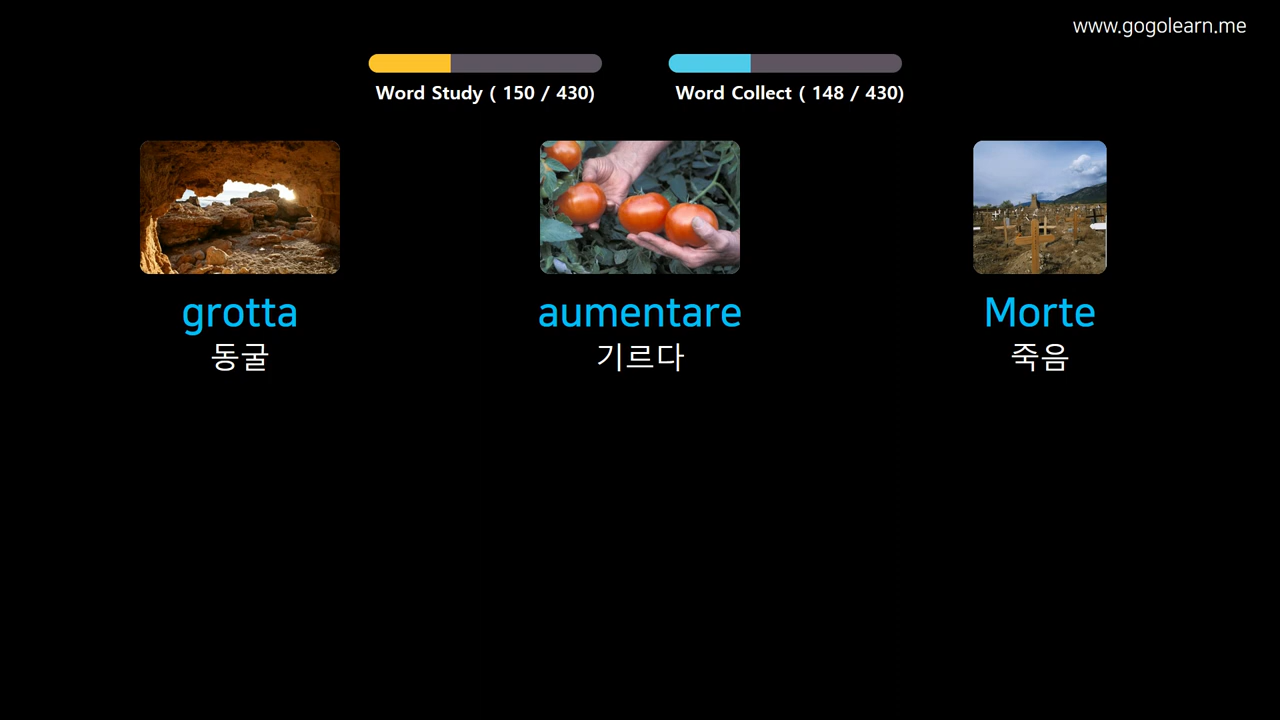 www.gogolearn.me
Word Study ( 150 / 430)
Word Collect ( 148 / 430)
grotta
동굴
aumentare
기르다
Morte
죽음